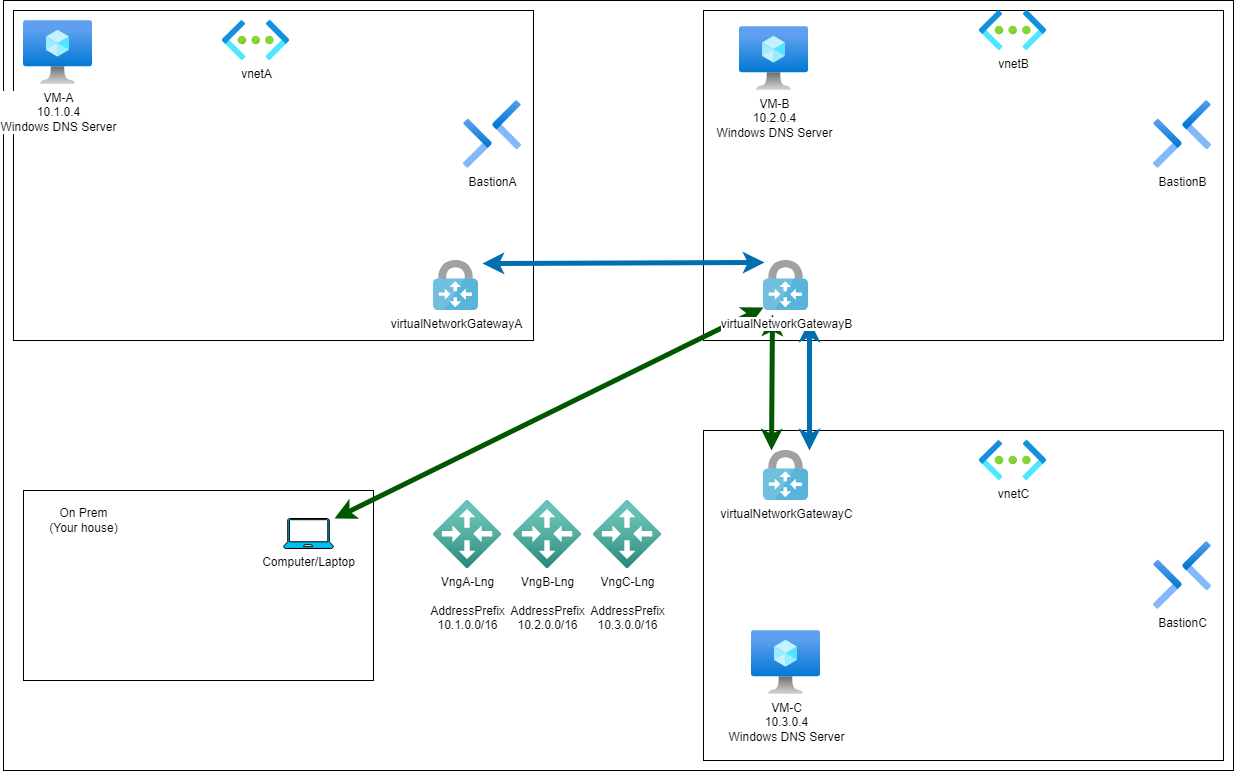 VM-A
10.1.0.4
Windows DNS Server
vnetA
BastionA
virtualNetworkGatewayA
VM-B
10.2.0.4
Windows DNS Server
vnetB
BastionB
virtualNetworkGatewayB
On Prem
(Your house)
Computer/Laptop
VngA-Lng
AddressPrefix
10.1.0.0/16
VngB-Lng
AddressPrefix
10.2.0.0/16
VngC-Lng
AddressPrefix
10.3.0.0/16
virtualNetworkGatewayC
vnetC
BastionC
VM-C
10.3.0.4
Windows DNS Server